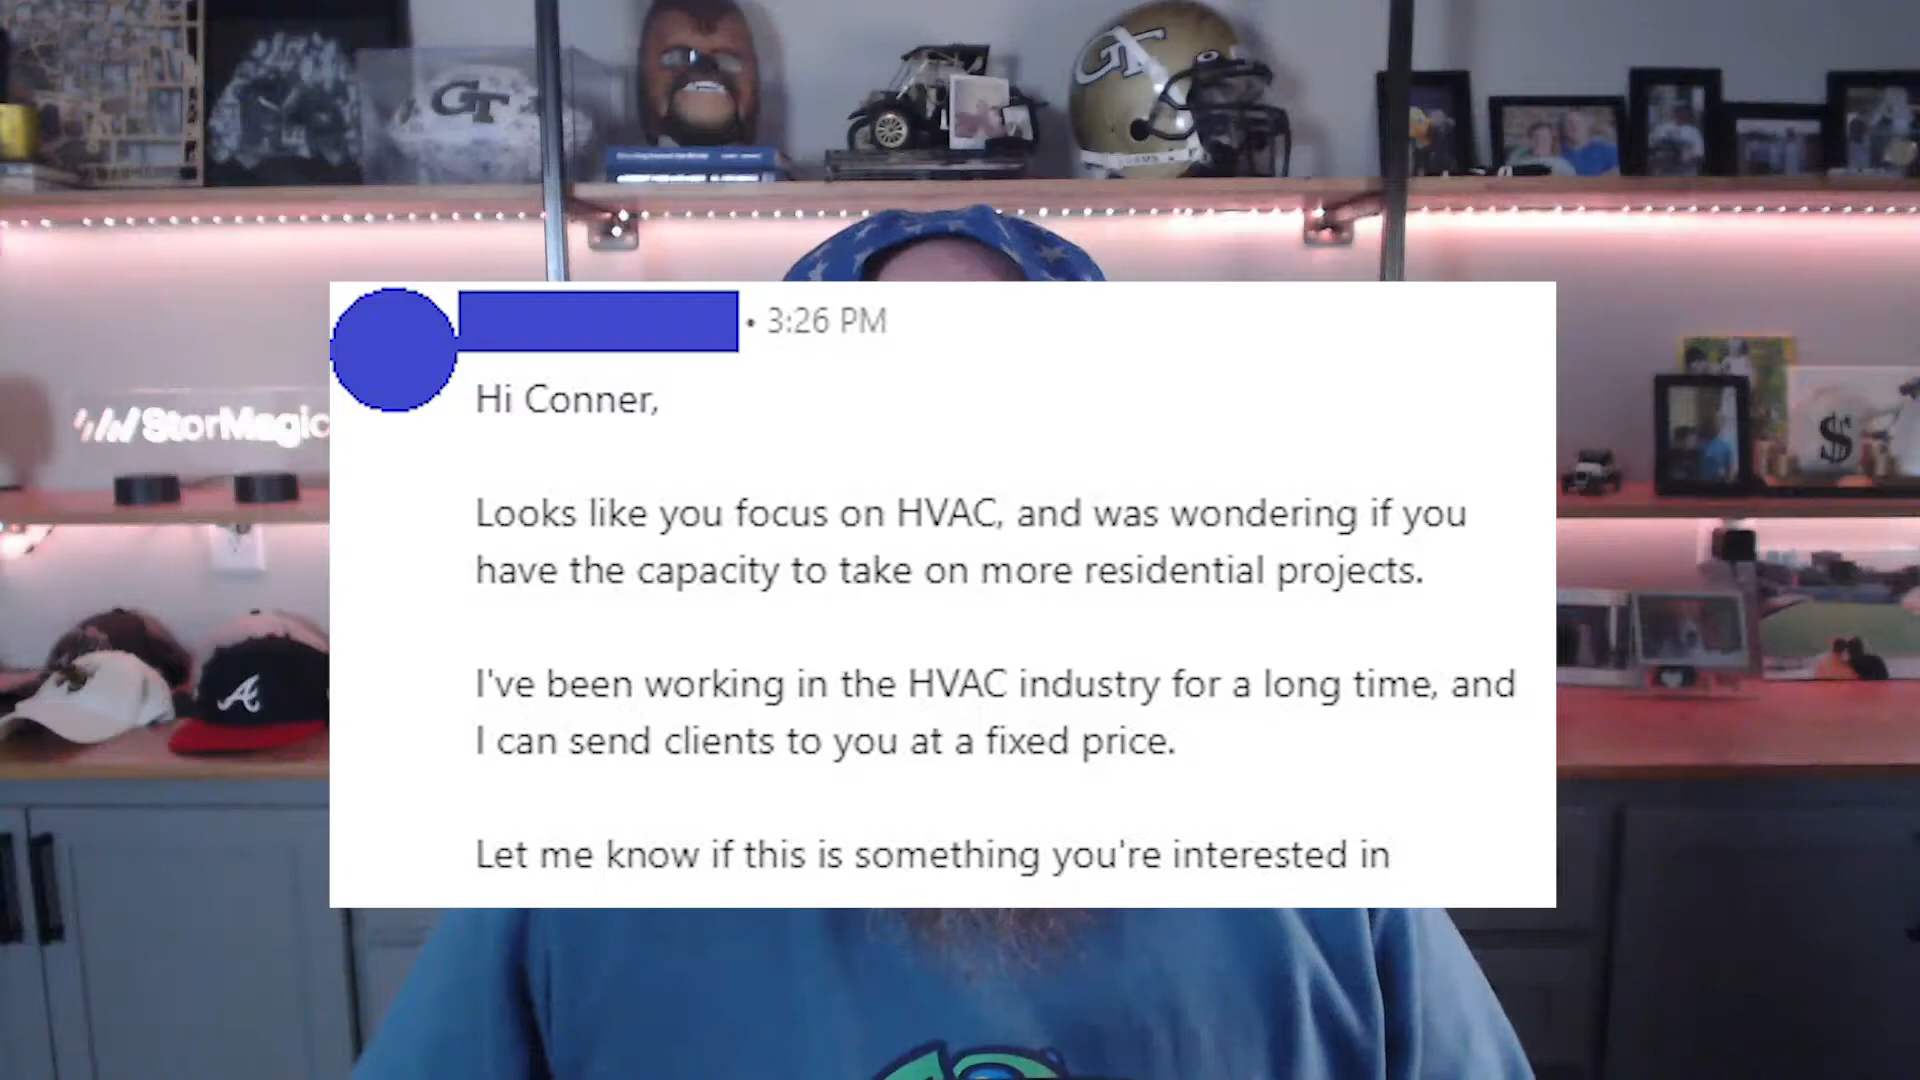 GT
GT
StorMagic
A
$
• 3:26 PM
Hi Conner,
Looks like you focus on HVAC, and was wondering if you
have the capacity to take on more residential projects.
I've been working in the HVAC industry for a long time, and
I can send clients to you at a fixed price.
Let me know if this is something you're interested in